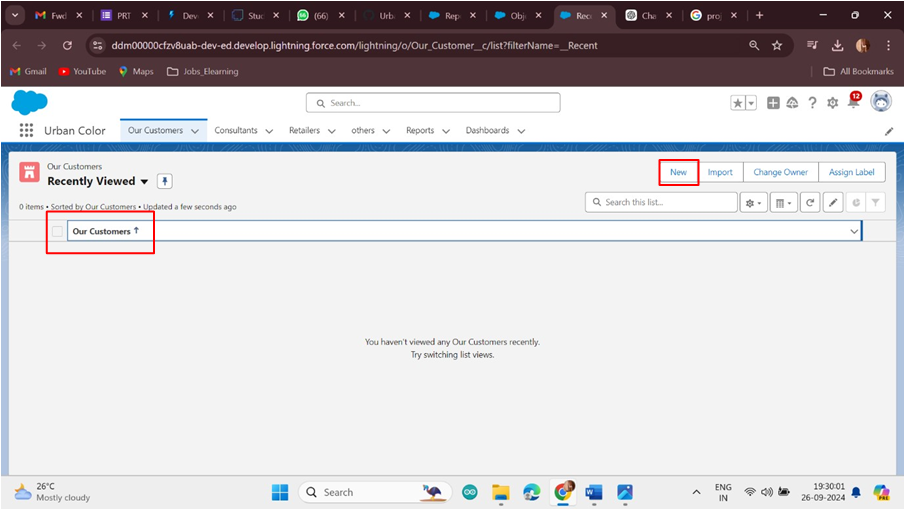 Fwd
PRT
Deve
Stud
(66)
Urba
Rep
Obje
Rec
Cha
proj
ddm00000cfzv8uab-dev-ed.develop.lightning.force.com/lightning/o/Our_Customer__c/list?filterName=__Recent
Gmail YouTube Maps Jobs_Elearning All Bookmarks
Search...
12
Urban Color Our Customers Consultants Retailers others Reports Dashboards
Our Customers
Recently Viewed
New Import Change Owner Assign Label
0 items • Sorted by Our Customers • Updated a few seconds ago
Search this list...
Our Customers ↑
You haven't viewed any Our Customers recently.
Try switching list views.
26°C
Mostly cloudy
Search
ENG
IN
19:30:01
26-09-2024
PRE